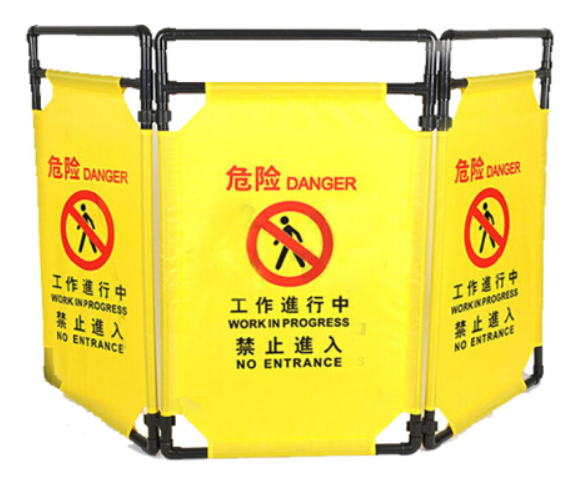 危险 DANGER
工作進行中
WORK IN PROGRESS
禁止進入
NO ENTRANCE
危险 DANGER
工作進行中
WORK IN PROGRESS
禁止進入
NO ENTRANCE
危险 DANGER
工作進行中
WORK IN PROGRESS
禁止進入
NO ENTRANCE